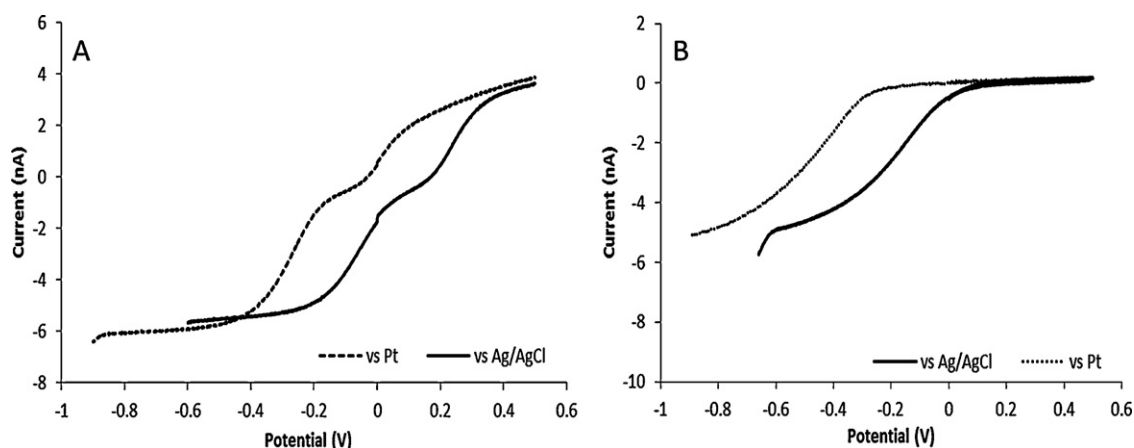 A
6
4
2
0
-2
-4
-6
-8
Current (nA)
-1 -0.8 -0.6 -0.4 -0.2 0 0.2 0.4 0.6
Potential (V)
vs Pt vs Ag/AgCl
B
2
0
-2
-4
-6
-8
-10
Current (nA)
-1 -0.8 -0.6 -0.4 -0.2 0 0.2 0.4 0.6
Potential (V)
vs Ag/AgCl vs Pt